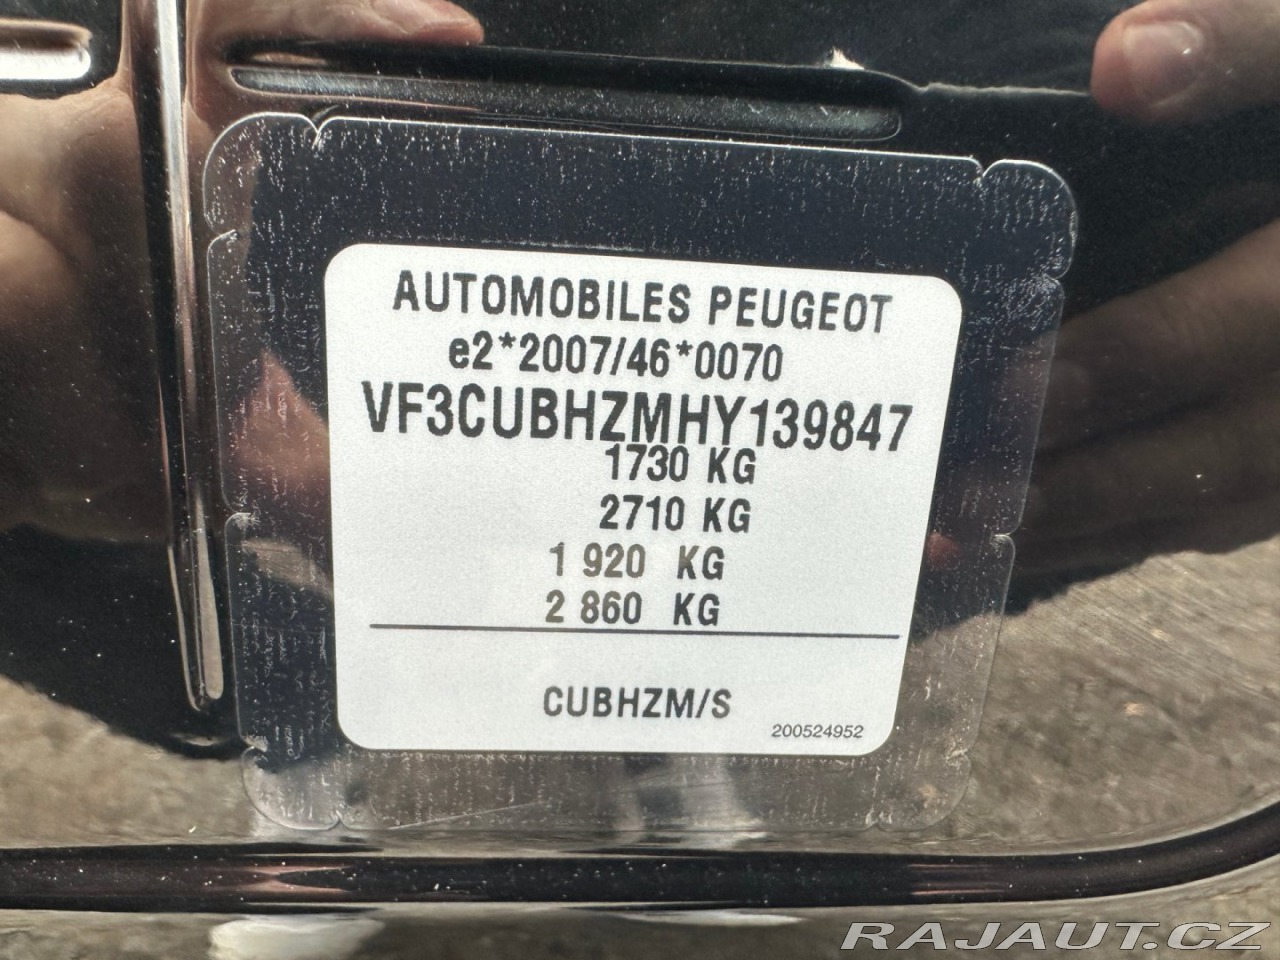 AUTOMOBILES PEUGEOT
e2*2007/46*0070
VF3CUBHZMHY139847
1730 KG
2710 KG
1 920 KG
2 860 KG
CUBHZM/S
200524952
RAJAUT.CZ